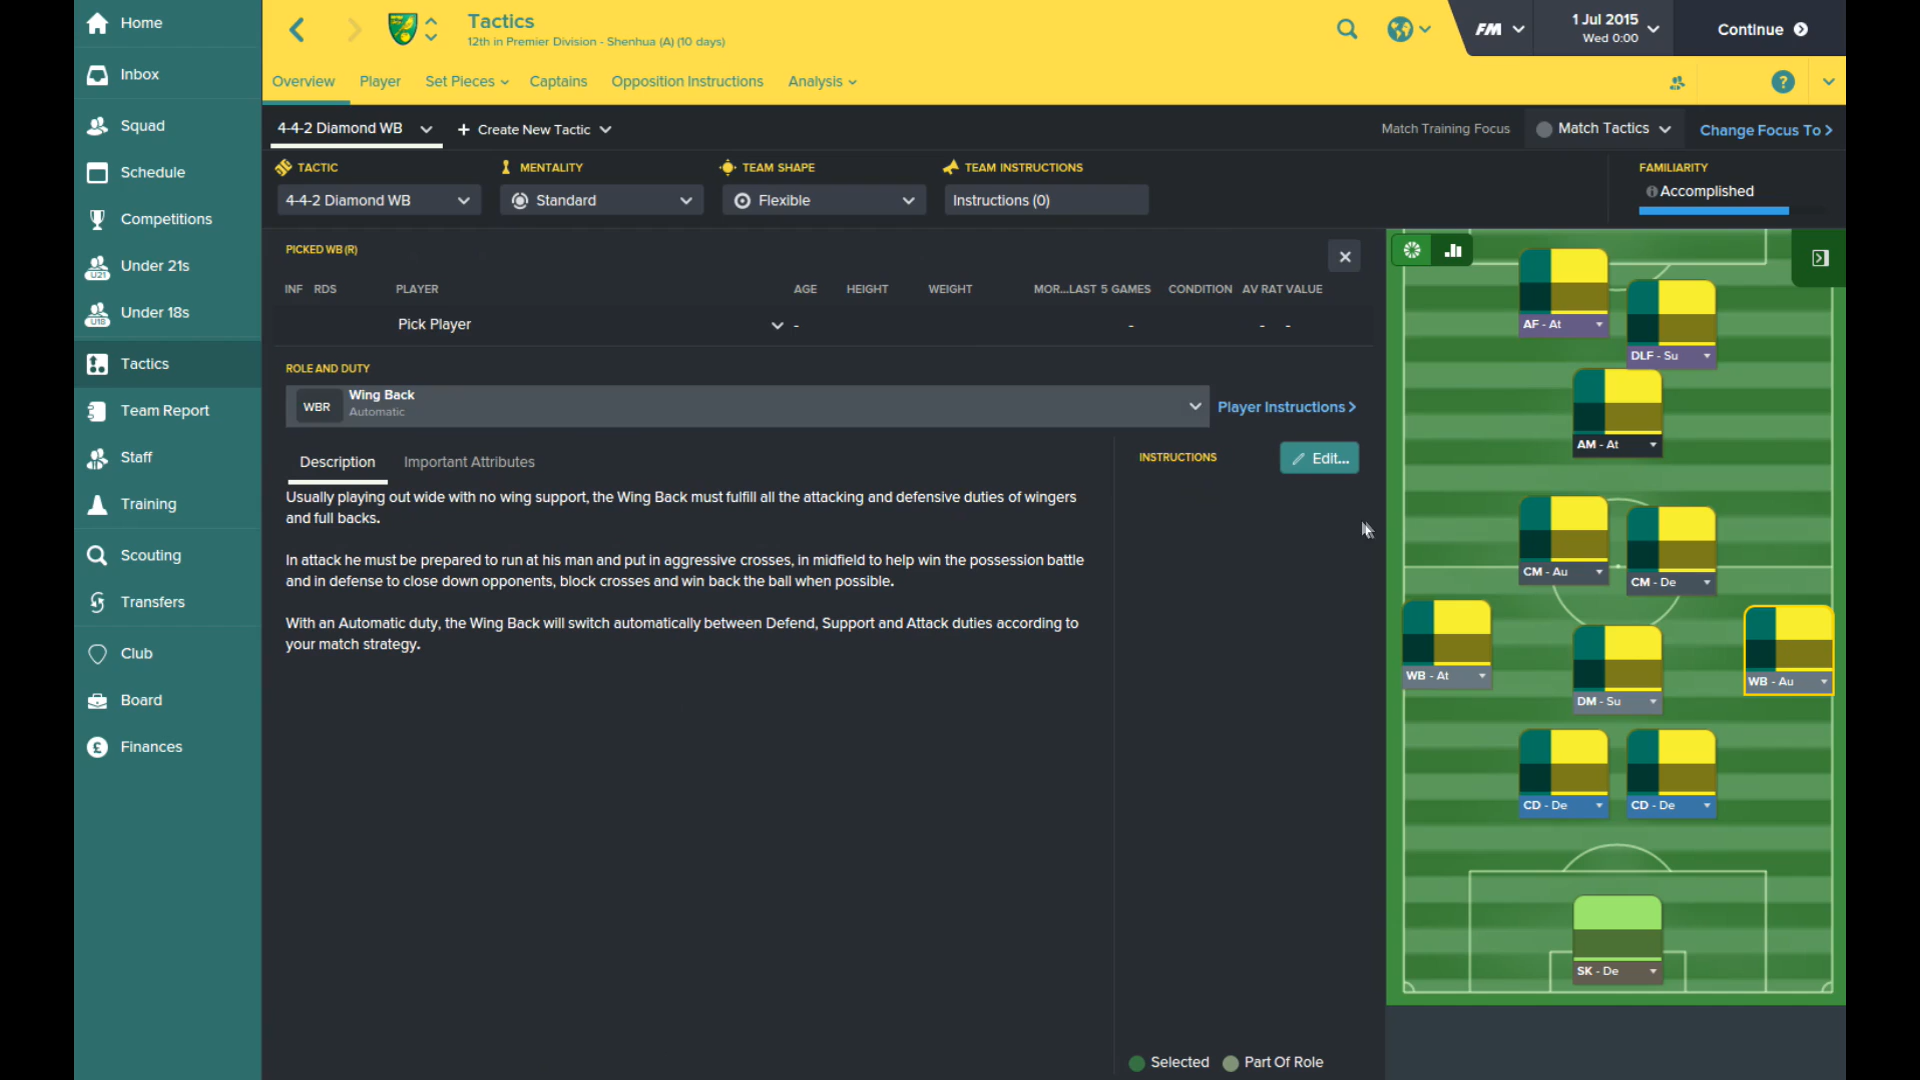 Home
Inbox
Squad
Schedule
Competitions
U21
Under 21s
U18
Under 18s
Tactics
Team Report
Staff
Training
Scouting
Transfers
Club
Board
Finances
Tactics
12th in Premier Division - Shenhua (A) (10 days)
FM
1 Jul 2015
Wed 0:00
Continue
Overview
Player
Set Pieces
Captains
Opposition Instructions
Analysis
?
4-4-2 Diamond WB
+ Create New Tactic
Match Training Focus
Match Tactics
Change Focus To >
TACTIC
MENTALITY
TEAM SHAPE
TEAM INSTRUCTIONS
FAMILIARITY
4-4-2 Diamond WB
Standard
Flexible
Instructions (0)
Accomplished
PICKED WB (R)
INF RDS PLAYER AGE HEIGHT WEIGHT MOR...LAST 5 GAMES CONDITION AV RAT VALUE
Pick Player - - - -
ROLE AND DUTY
WBR
Wing Back
Automatic
Player Instructions >
Description
Important Attributes
INSTRUCTIONS
Edit...
Usually playing out wide with no wing support, the Wing Back must fulfill all the attacking and defensive duties of wingers
and full backs.
In attack he must be prepared to run at his man and put in aggressive crosses, in midfield to help win the possession battle
and in defense to close down opponents, block crosses and win back the ball when possible.
With an Automatic duty, the Wing Back will switch automatically between Defend, Support and Attack duties according to
your match strategy.
Selected
Part Of Role
AF - At
DLF - Su
AM - At
CM - Au
CM - De
WB - At
WB - Au
DM - Su
CD - De
CD - De
SK - De